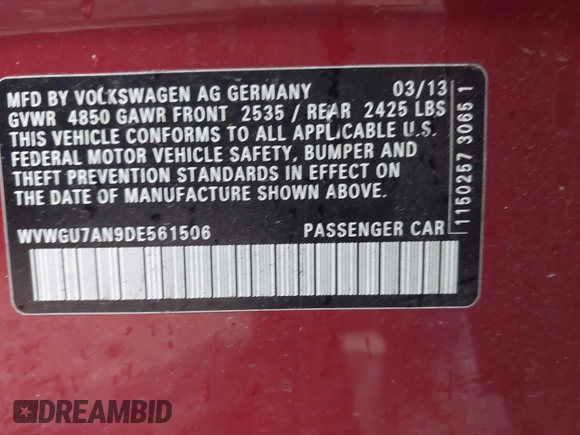 MFD BY VOLKSWAGEN AG GERMANY 03/13
GVWR 4850 GAWR FRONT 2535 / REAR 2425 LBS
THIS VEHICLE CONFORMS TO ALL APPLICABLE U.S.
FEDERAL MOTOR VEHICLE SAFETY, BUMPER AND
THEFT PREVENTION STANDARDS IN EFFECT ON
THE DATE OF MANUFACTURE SHOWN ABOVE.
WVWGU7AN9DE561506 PASSENGER CAR
1150257 3065 1
DREAMBID